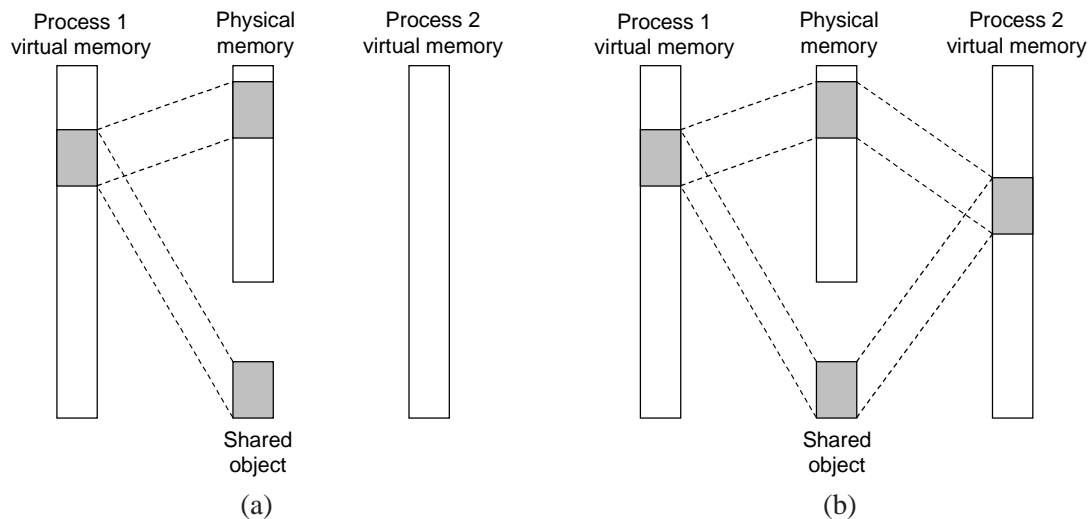 Process 1
virtual memory
Physical
memory
Process 2
virtual memory
Shared
object
(a)
Process 1
virtual memory
Physical
memory
Process 2
virtual memory
Shared
object
(b)